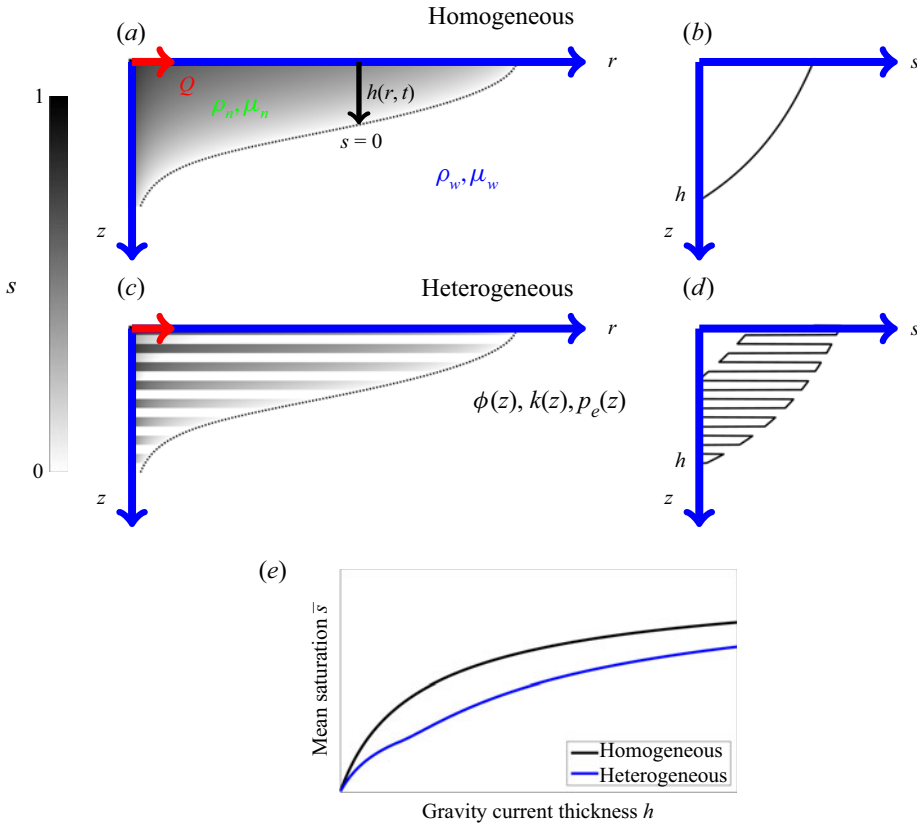 Homogeneous
(a)
(b)
r
s
Q
h(r, t)
1
ρn, μn
s = 0
ρw, μw
h
z
z
s
(c)
Heterogeneous
(d)
r
s
ϕ(z), k(z), pe(z)
h
0
z
z
(e)
Mean saturation s̅
Homogeneous
Heterogeneous
Gravity current thickness h